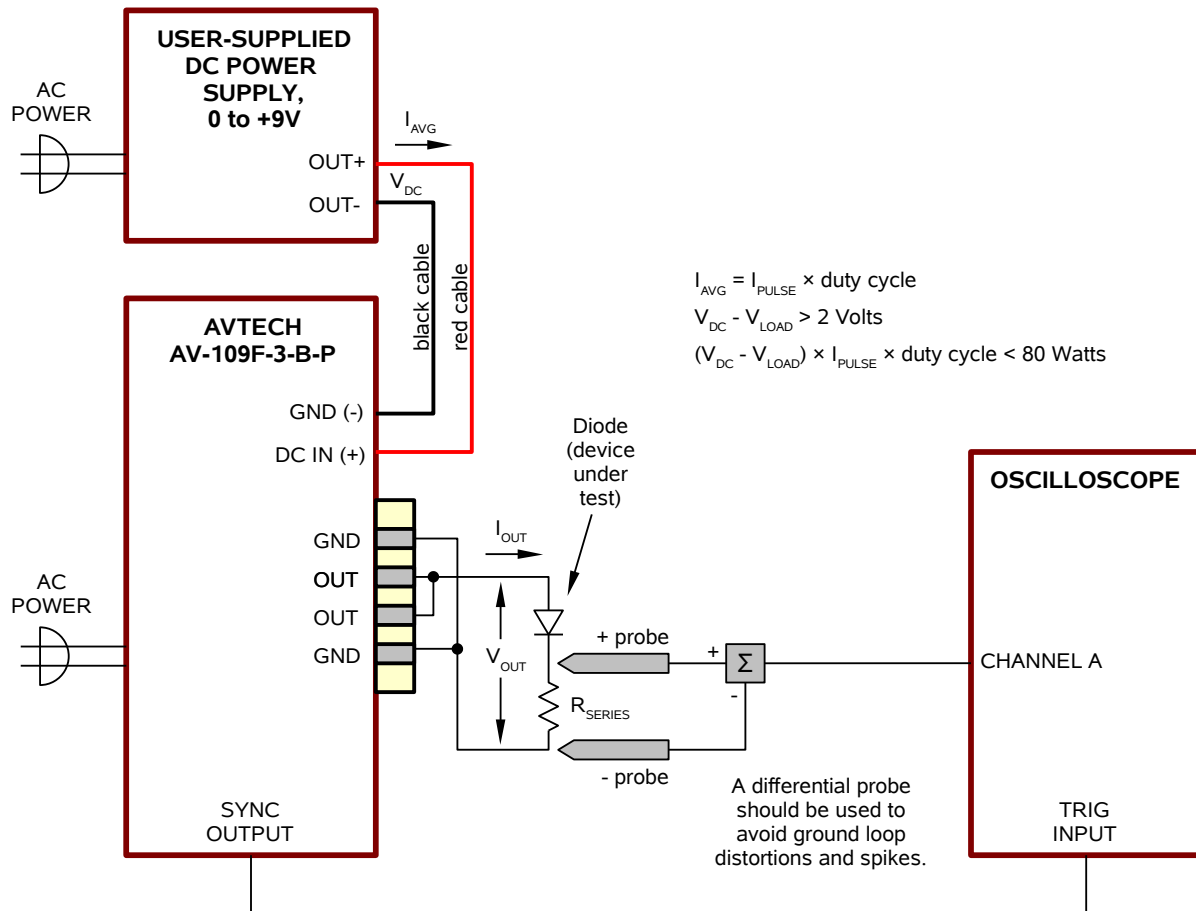 USER-SUPPLIED
DC POWER
SUPPLY,
0 to +9V
AC
POWER
I_AVG
OUT+
V_DC
OUT-
black cable
red cable
I_AVG = I_PULSE × duty cycle
V_DC - V_LOAD > 2 Volts
(V_DC - V_LOAD) × I_PULSE × duty cycle < 80 Watts
AVTECH
AV-109F-3-B-P
GND (-)
DC IN (+)
Diode
(device
under
test)
OSCILLOSCOPE
GND
I_OUT
OUT
AC
POWER
OUT
GND
V_OUT
+ probe
+
Σ
-
CHANNEL A
R_SERIES
- probe
A differential probe
should be used to
avoid ground loop
distortions and spikes.
SYNC
OUTPUT
TRIG
INPUT